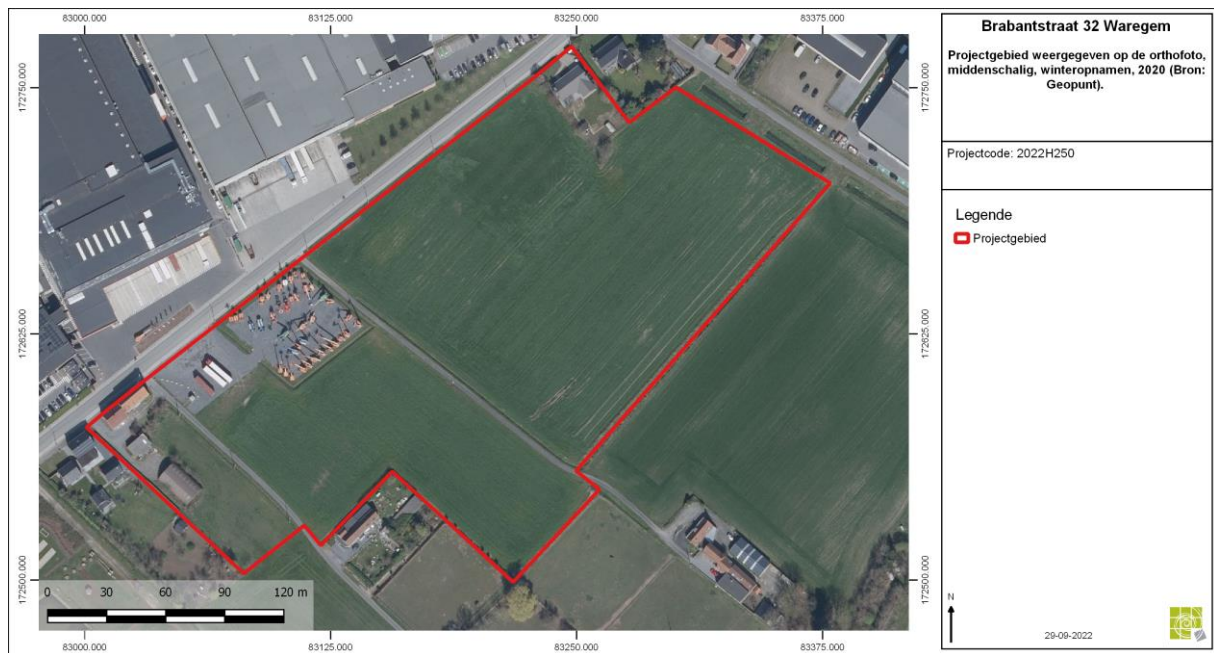 83000.000 83125.000 83250.000 83375.000
Brabantstraat 32 Waregem
Projectgebied weergegeven op de orthofoto,
middenschalig, winteropnamen, 2020 (Bron:
Geopunt).
Projectcode: 2022H250
Legende
Projectgebied
172750.000 172750.000
172625.000 172625.000
172500.000 172500.000
0 30 60 90 120 m
83000.000 83125.000 83250.000 83375.000
N
29-09-2022